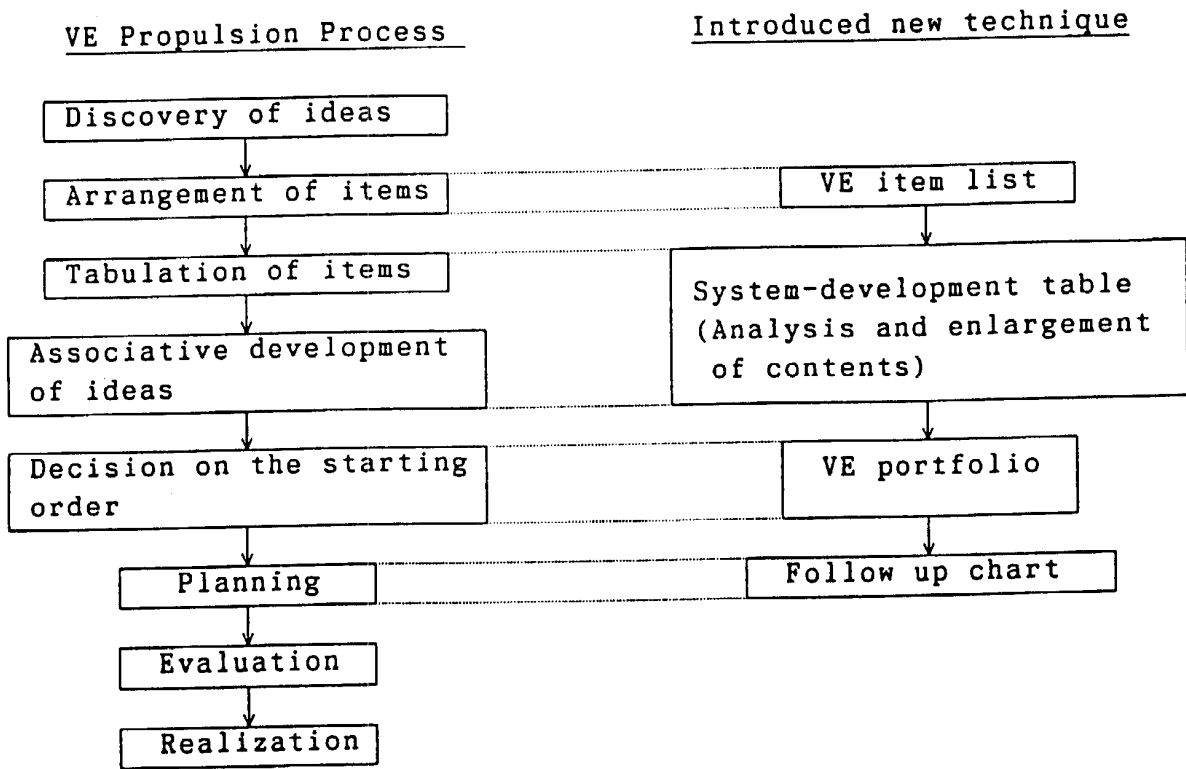 VE Propulsion Process
Introduced new technique
Discovery of ideas
Arrangement of items
VE item list
Tabulation of items
System-development table
(Analysis and enlargement
of contents)
Associative development
of ideas
Decision on the starting
order
VE portfolio
Planning
Follow up chart
Evaluation
Realization